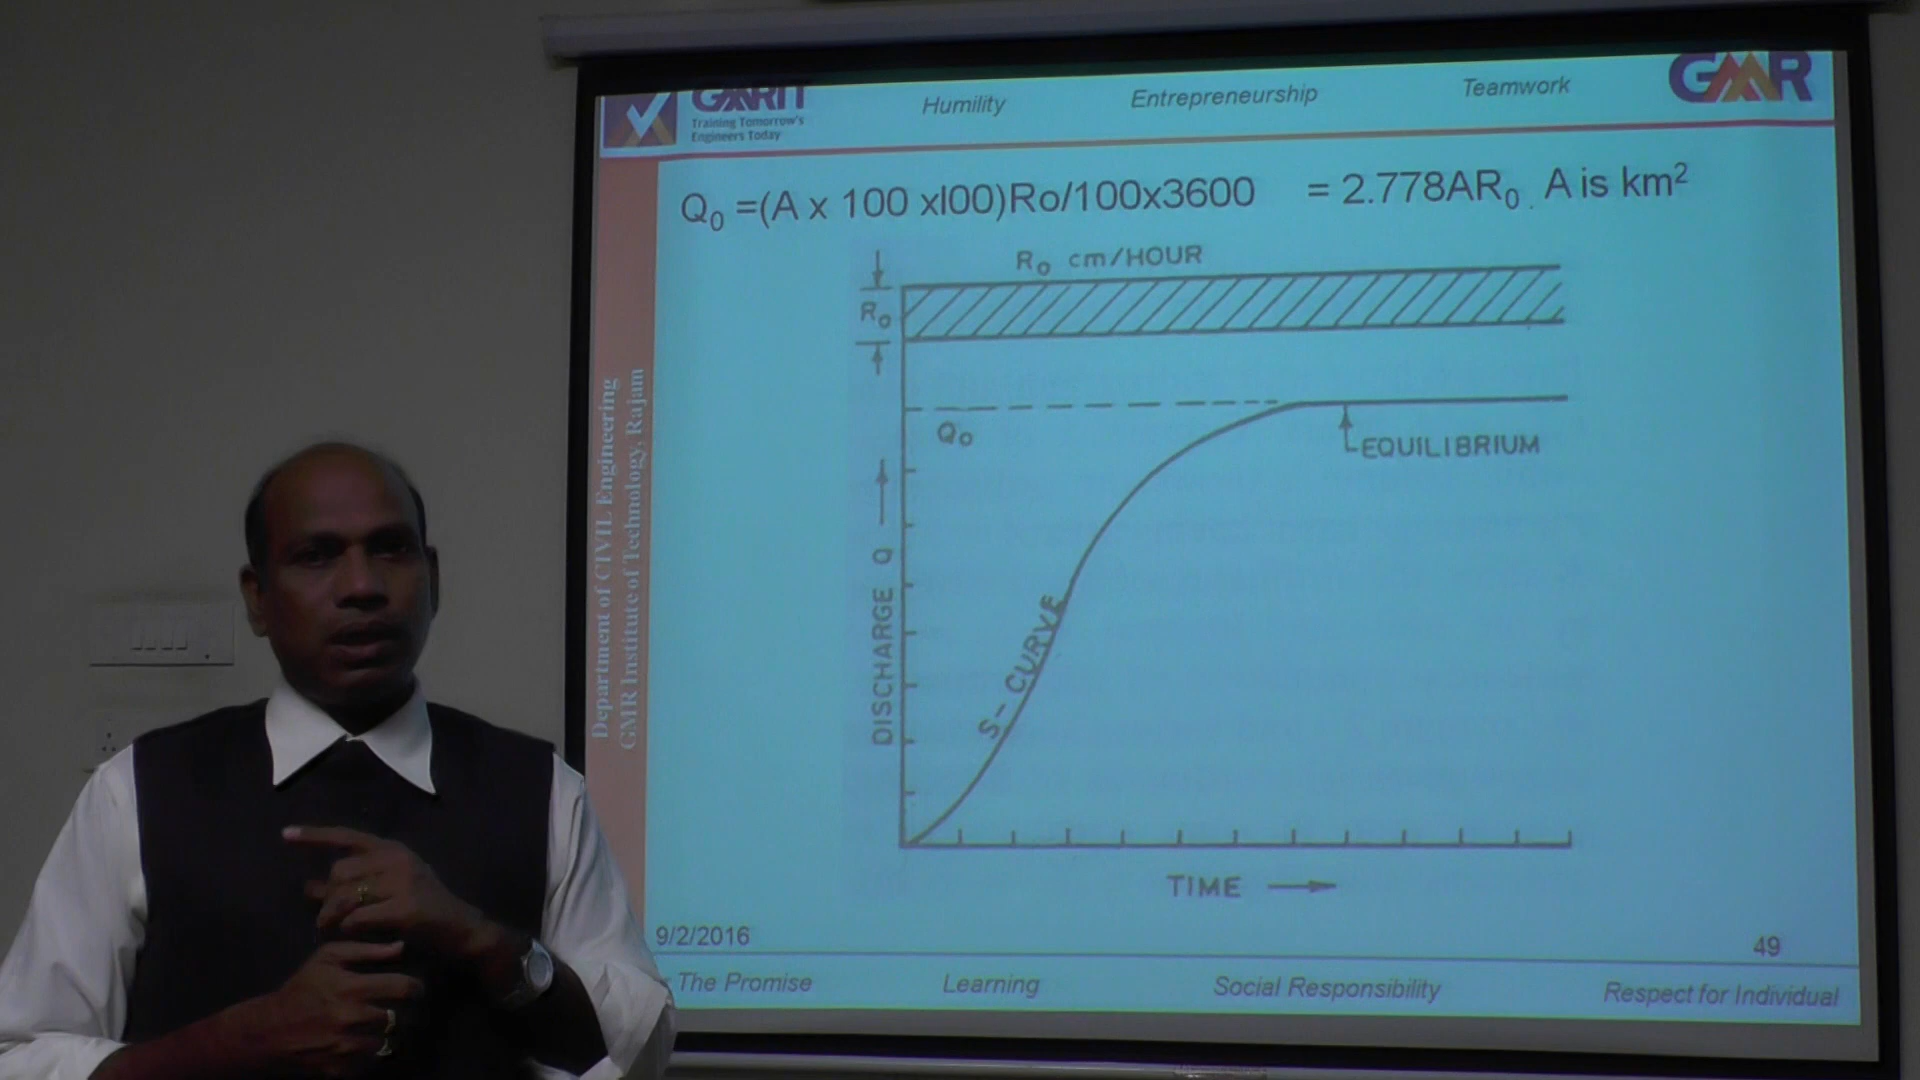 GMRIT
Training Tomorrow's
Engineers Today
Humility
Entrepreneurship
Teamwork
GMR
Q₀ =(A x 100 xl00)Ro/100x3600 = 2.778AR₀ . A is km²
R₀ cm/HOUR
R₀
Q₀
EQUILIBRIUM
DISCHARGE Q
S-CURVE
TIME
Department of CIVIL Engineering
GMR Institute of Technology, Rajam
9/2/2016
49
The Promise
Learning
Social Responsibility
Respect for Individual